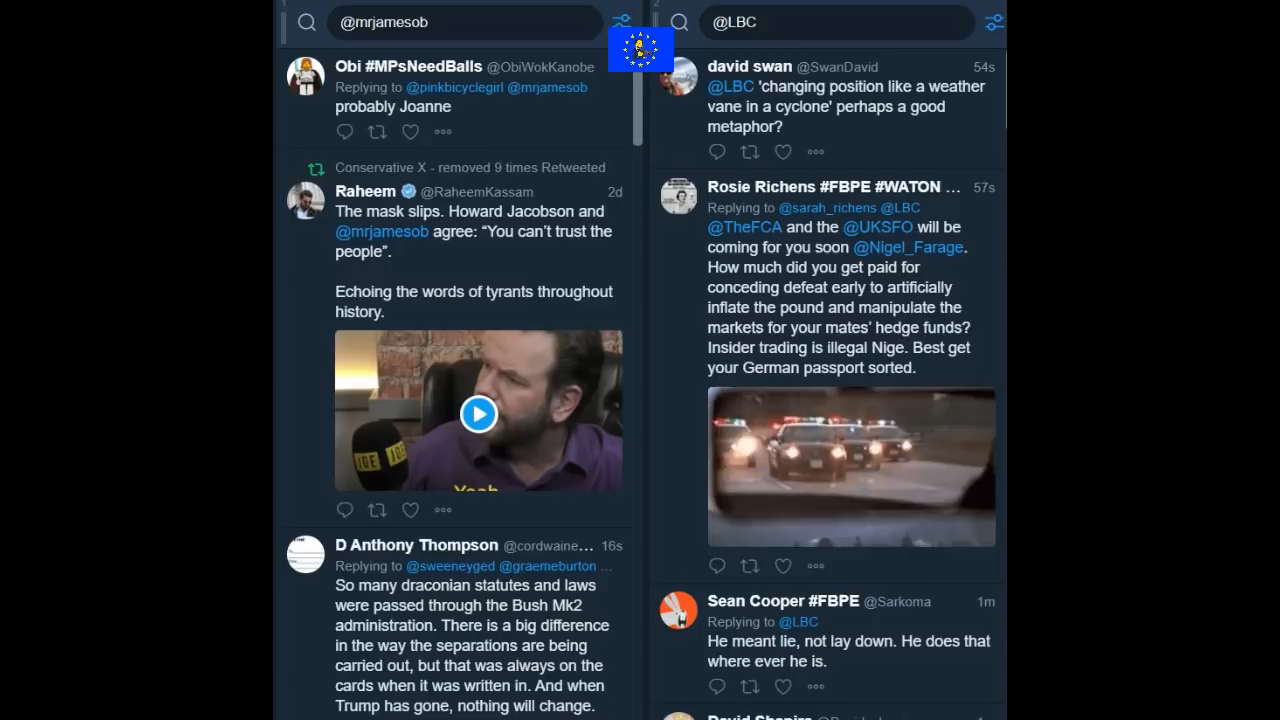 1
@mrjamesob
Obi #MPsNeedBalls @ObiWokKanobe
Replying to @pinkbicyclegirl @mrjamesob
probably Joanne
Conservative X - removed 9 times Retweeted
Raheem @RaheemKassam 2d
The mask slips. Howard Jacobson and
@mrjamesob agree: “You can’t trust the
people”.
Echoing the words of tyrants throughout
history.
JOE JOE
Yeah
D Anthony Thompson @cordwaine... 16s
Replying to @sweeneyged @graemeburton ...
So many draconian statutes and laws
were passed through the Bush Mk2
administration. There is a big difference
in the way the separations are being
carried out, but that was always on the
cards when it was written in. And when
Trump has gone, nothing will change.
2
@LBC
david swan @SwanDavid 54s
@LBC 'changing position like a weather
vane in a cyclone' perhaps a good
metaphor?
Rosie Richens #FBPE #WATON ... 57s
Replying to @sarah_richens @LBC
@TheFCA and the @UKSFO will be
coming for you soon @Nigel_Farage.
How much did you get paid for
conceding defeat early to artificially
inflate the pound and manipulate the
markets for your mates’ hedge funds?
Insider trading is illegal Nige. Best get
your German passport sorted.
Sean Cooper #FBPE @Sarkoma 1m
Replying to @LBC
He meant lie, not lay down. He does that
where ever he is.